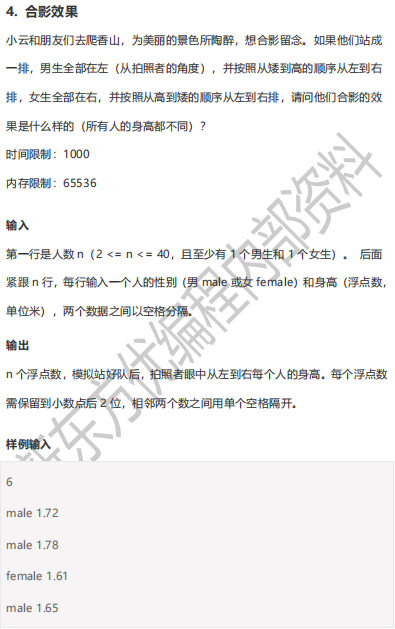 4. 合影效果
小云和朋友们去爬香山，为美丽的景色所陶醉，想合影留念。如果他们站成
一排，男生全部在左（从拍照者的角度），并按照从矮到高的顺序从左到右
排，女生全部在右，并按照从高到矮的顺序从左到右排，请问他们合影的效
果是什么样的（所有人的身高都不同）？
时间限制：1000
内存限制：65536
输入
第一行是人数 n（2 <= n <= 40，且至少有 1 个男生和 1 个女生）。 后面
紧跟 n 行，每行输入一个人的性别（男 male 或女 female）和身高（浮点数，
单位米），两个数据之间以空格分隔。
输出
n 个浮点数，模拟站好队后，拍照者眼中从左到右每个人的身高。每个浮点数
需保留到小数点后 2 位，相邻两个数之间用单个空格隔开。
样例输入
6
male 1.72
male 1.78
female 1.61
male 1.65
新东方优编程内部资料